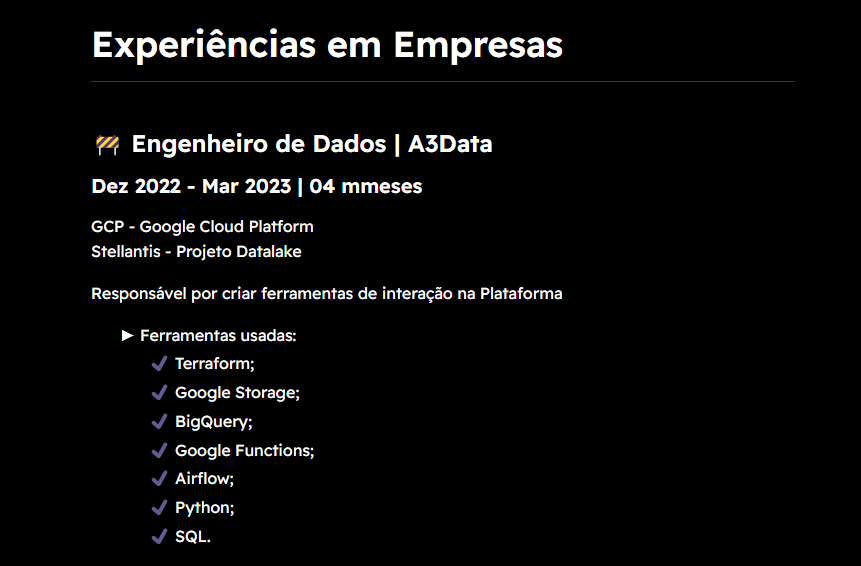 Experiências em Empresas
🚧 Engenheiro de Dados | A3Data
Dez 2022 - Mar 2023 | 04 mmeses
GCP - Google Cloud Platform
Stellantis - Projeto Datalake
Responsável por criar ferramentas de interação na Plataforma
► Ferramentas usadas:
✔ Terraform;
✔ Google Storage;
✔ BigQuery;
✔ Google Functions;
✔ Airflow;
✔ Python;
✔ SQL.